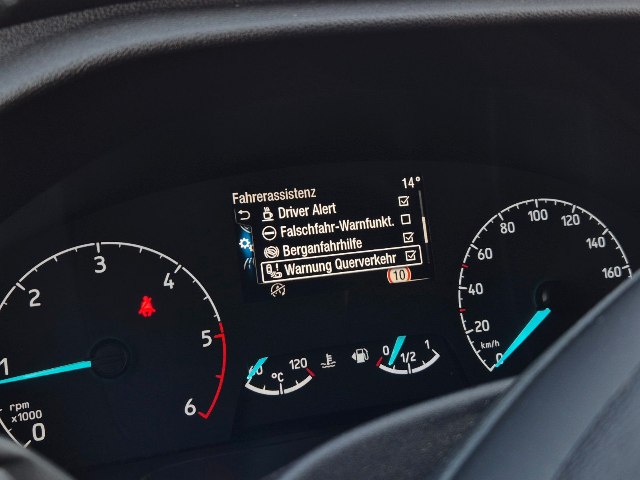 Fahrerassistenz 14°
Driver Alert
Falschfahr-Warnfunkt.
Berganfahrhilfe
Warnung Querverkehr
10
0
1
2
3
4
5
6
rpm
x1000
60
120
°C
0
1/2
1
0
20
40
60
80
100
120
140
160
km/h